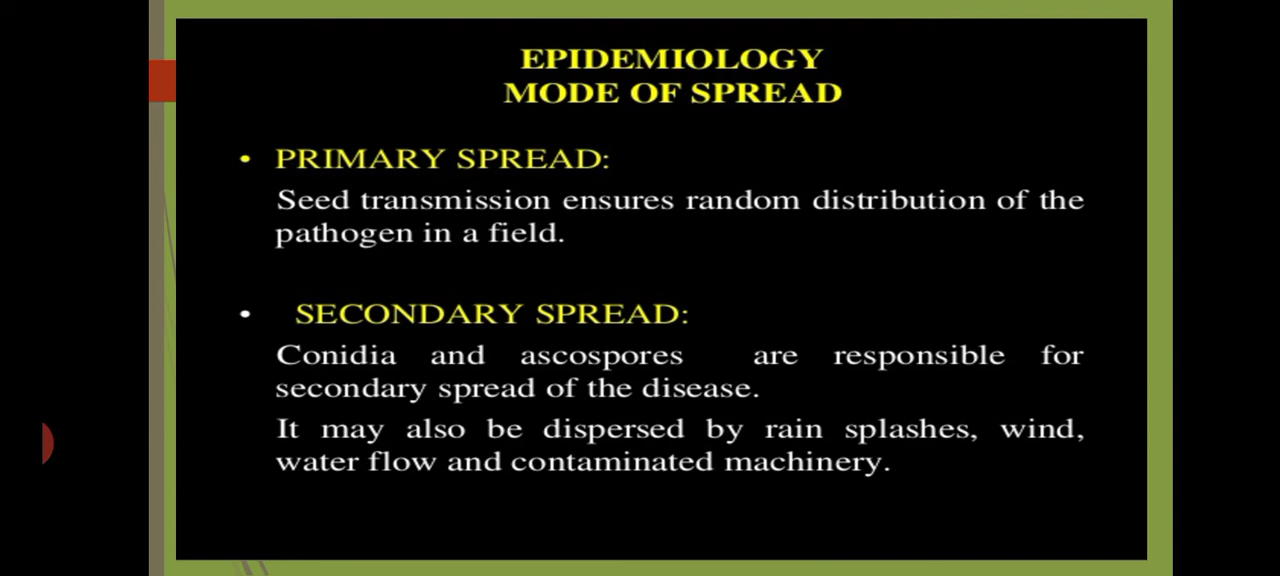 EPIDEMIOLOGY
MODE OF SPREAD
• PRIMARY SPREAD:
Seed transmission ensures random distribution of the
pathogen in a field.
• SECONDARY SPREAD:
Conidia and ascospores are responsible for
secondary spread of the disease.
It may also be dispersed by rain splashes, wind,
water flow and contaminated machinery.